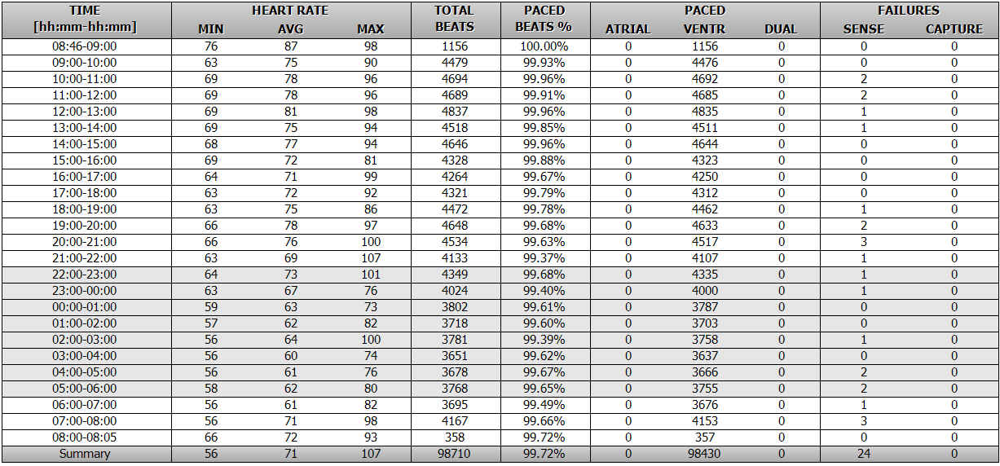 TIME HEART RATE TOTAL PACED PACED FAILURES
[hh:mm-hh:mm] MIN AVG MAX BEATS BEATS % ATRIAL VENTR DUAL SENSE CAPTURE
08:46-09:00 76 87 98 1156 100.00% 0 1156 0 0 0
09:00-10:00 63 75 90 4479 99.93% 0 4476 0 0 0
10:00-11:00 69 78 96 4694 99.96% 0 4692 0 2 0
11:00-12:00 69 78 96 4689 99.91% 0 4685 0 2 0
12:00-13:00 69 81 98 4837 99.96% 0 4835 0 1 0
13:00-14:00 69 75 94 4518 99.85% 0 4511 0 1 0
14:00-15:00 68 77 94 4646 99.96% 0 4644 0 0 0
15:00-16:00 69 72 81 4328 99.88% 0 4323 0 0 0
16:00-17:00 64 71 99 4264 99.67% 0 4250 0 0 0
17:00-18:00 63 72 92 4321 99.79% 0 4312 0 0 0
18:00-19:00 63 75 86 4472 99.78% 0 4462 0 1 0
19:00-20:00 66 78 97 4648 99.68% 0 4633 0 2 0
20:00-21:00 66 76 100 4534 99.63% 0 4517 0 3 0
21:00-22:00 63 69 107 4133 99.37% 0 4107 0 1 0
22:00-23:00 64 73 101 4349 99.68% 0 4335 0 1 0
23:00-00:00 63 67 76 4024 99.40% 0 4000 0 1 0
00:00-01:00 59 63 73 3802 99.61% 0 3787 0 0 0
01:00-02:00 57 62 82 3718 99.60% 0 3703 0 0 0
02:00-03:00 56 64 100 3781 99.39% 0 3758 0 1 0
03:00-04:00 56 60 74 3651 99.62% 0 3637 0 0 0
04:00-05:00 56 61 76 3678 99.67% 0 3666 0 2 0
05:00-06:00 58 62 80 3768 99.65% 0 3755 0 2 0
06:00-07:00 56 61 82 3695 99.49% 0 3676 0 1 0
07:00-08:00 56 71 98 4167 99.66% 0 4153 0 3 0
08:00-08:05 66 72 93 358 99.72% 0 357 0 0 0
Summary 56 71 107 98710 99.72% 0 98430 0 24 0